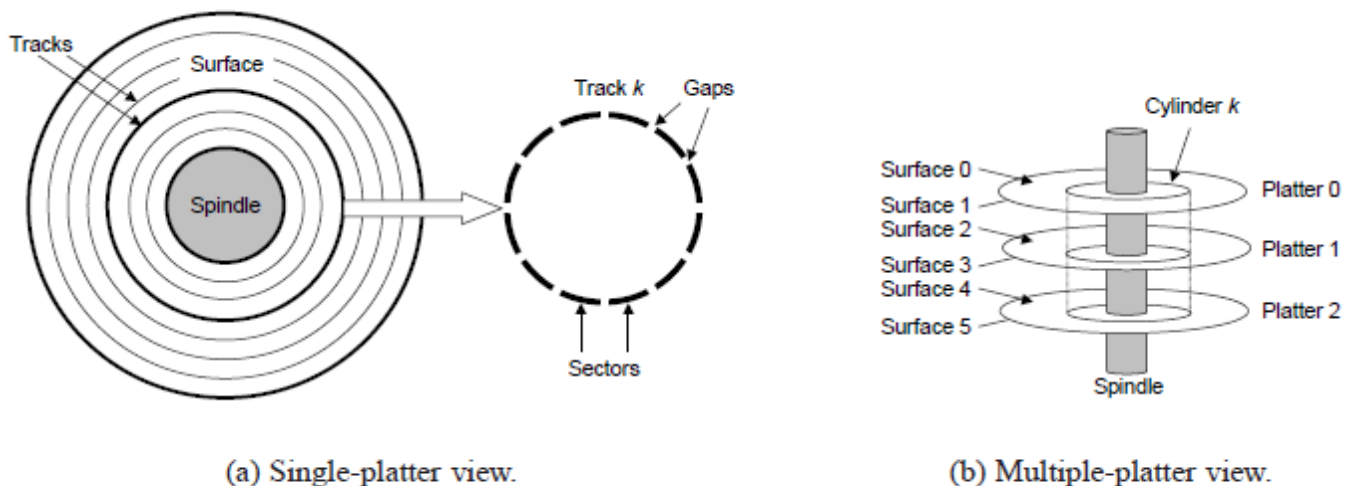 Tracks
Surface
Spindle
Track k
Gaps
Sectors
(a) Single-platter view.
Cylinder k
Surface 0
Surface 1
Surface 2
Surface 3
Surface 4
Surface 5
Platter 0
Platter 1
Platter 2
Spindle
(b) Multiple-platter view.